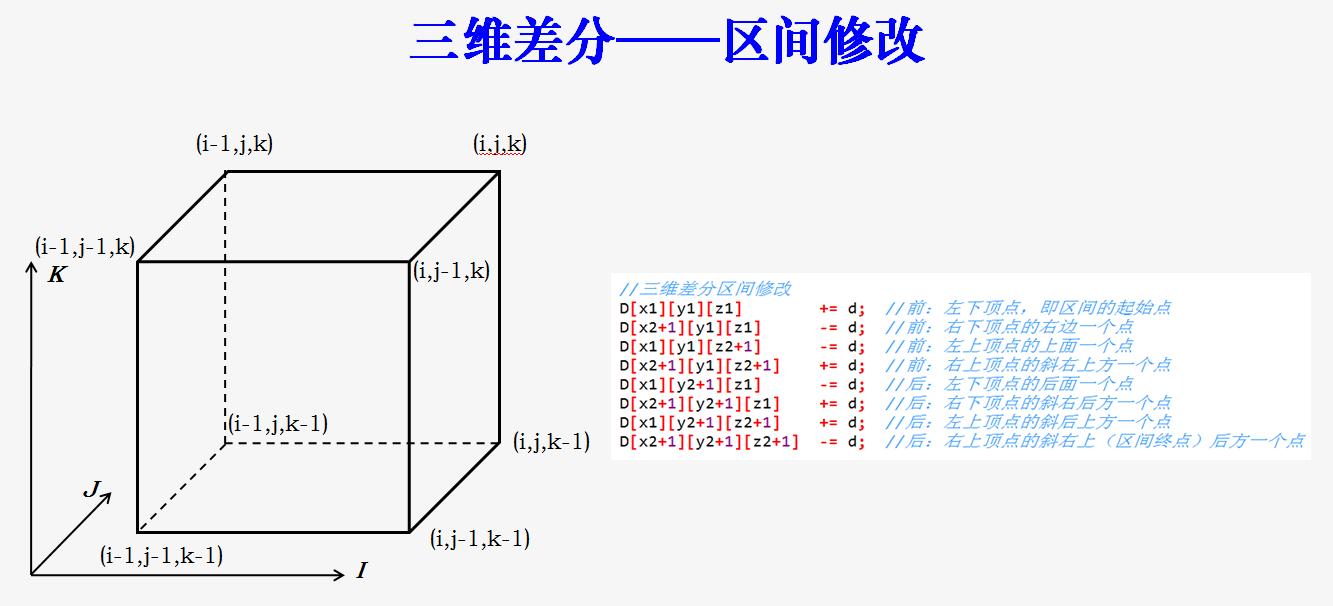 三维差分——区间修改
(i-1,j,k)
(i,j,k)
(i-1,j-1,k)
K
(i,j-1,k)
(i-1,j,k-1)
(i,j,k-1)
J
(i-1,j-1,k-1)
(i,j-1,k-1)
I
//三维差分区间修改
D[x1][y1][z1] += d; //前：左下顶点，即区间的起始点
D[x2+1][y1][z1] -= d; //前：右下顶点的右边一个点
D[x1][y1][z2+1] -= d; //前：左上顶点的上面一个点
D[x2+1][y1][z2+1] += d; //前：右上顶点的斜右上方一个点
D[x1][y2+1][z1] -= d; //后：左下顶点的后面一个点
D[x2+1][y2+1][z1] += d; //后：右下顶点的斜右后方一个点
D[x1][y2+1][z2+1] += d; //后：左上顶点的斜后上方一个点
D[x2+1][y2+1][z2+1] -= d; //后：右上顶点的斜右上（区间终点）后方一个点